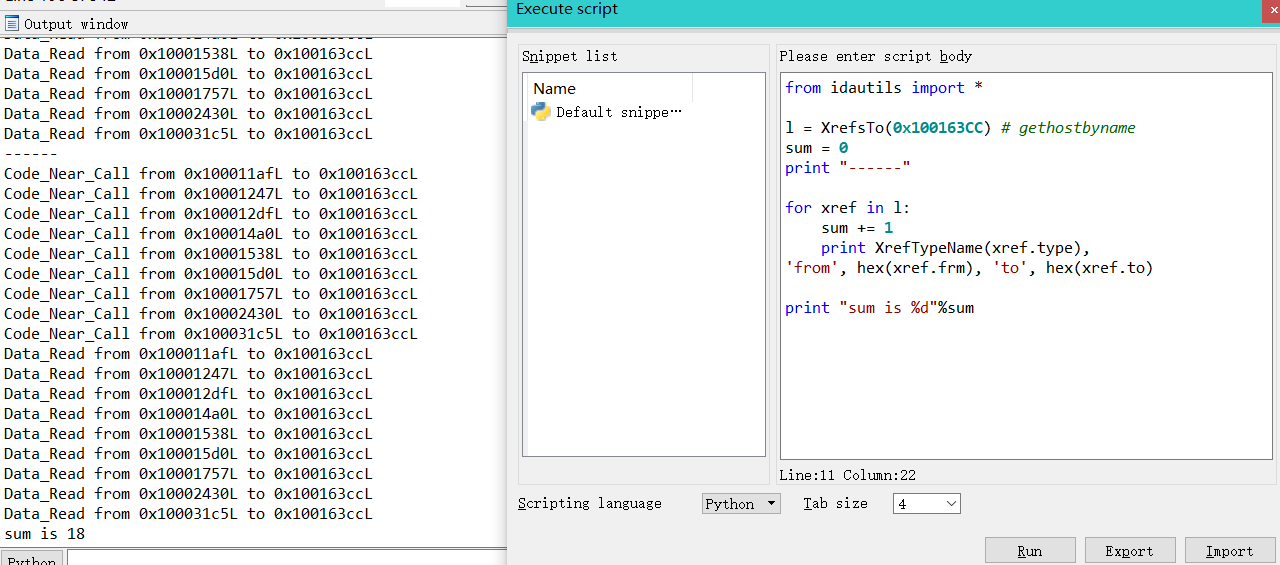 Output window
Data_Read from 0x10001538L to 0x100163ccL
Data_Read from 0x100015d0L to 0x100163ccL
Data_Read from 0x10001757L to 0x100163ccL
Data_Read from 0x10002430L to 0x100163ccL
Data_Read from 0x100031c5L to 0x100163ccL
------
Code_Near_Call from 0x100011afL to 0x100163ccL
Code_Near_Call from 0x10001247L to 0x100163ccL
Code_Near_Call from 0x100012dfL to 0x100163ccL
Code_Near_Call from 0x100014a0L to 0x100163ccL
Code_Near_Call from 0x10001538L to 0x100163ccL
Code_Near_Call from 0x100015d0L to 0x100163ccL
Code_Near_Call from 0x10001757L to 0x100163ccL
Code_Near_Call from 0x10002430L to 0x100163ccL
Code_Near_Call from 0x100031c5L to 0x100163ccL
Data_Read from 0x100011afL to 0x100163ccL
Data_Read from 0x10001247L to 0x100163ccL
Data_Read from 0x100012dfL to 0x100163ccL
Data_Read from 0x100014a0L to 0x100163ccL
Data_Read from 0x10001538L to 0x100163ccL
Data_Read from 0x100015d0L to 0x100163ccL
Data_Read from 0x10001757L to 0x100163ccL
Data_Read from 0x10002430L to 0x100163ccL
Data_Read from 0x100031c5L to 0x100163ccL
sum is 18
Python
Execute script
Snippet list
Name
Default snippe…
Please enter script body
from idautils import *
l = XrefsTo(0x100163CC) # gethostbyname
sum = 0
print "------"
for xref in l:
    sum += 1
    print XrefTypeName(xref.type),
'from', hex(xref.frm), 'to', hex(xref.to)
print "sum is %d"%sum
Line:11 Column:22
Scripting language Python Tab size 4
Run Export Import